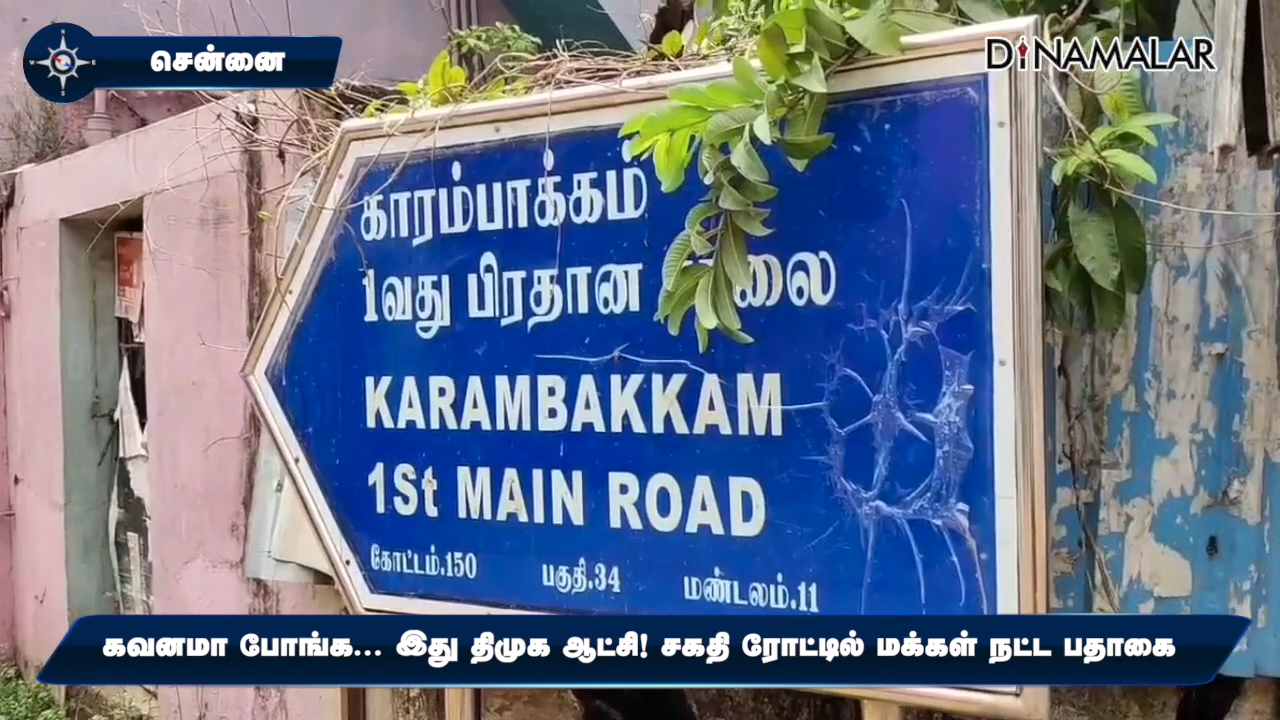 சென்னை
DINAMALAR
காரம்பாக்கம்
1வது பிரதான
KARAMBAKKAM
1St MAIN ROAD
கோட்டம்.150 பகுதி.34 மண்டலம்.11
கவனமா போங்க... இது திமுக ஆட்சி! சகதி ரோட்டில் மக்கள் நட்ட பதாகை